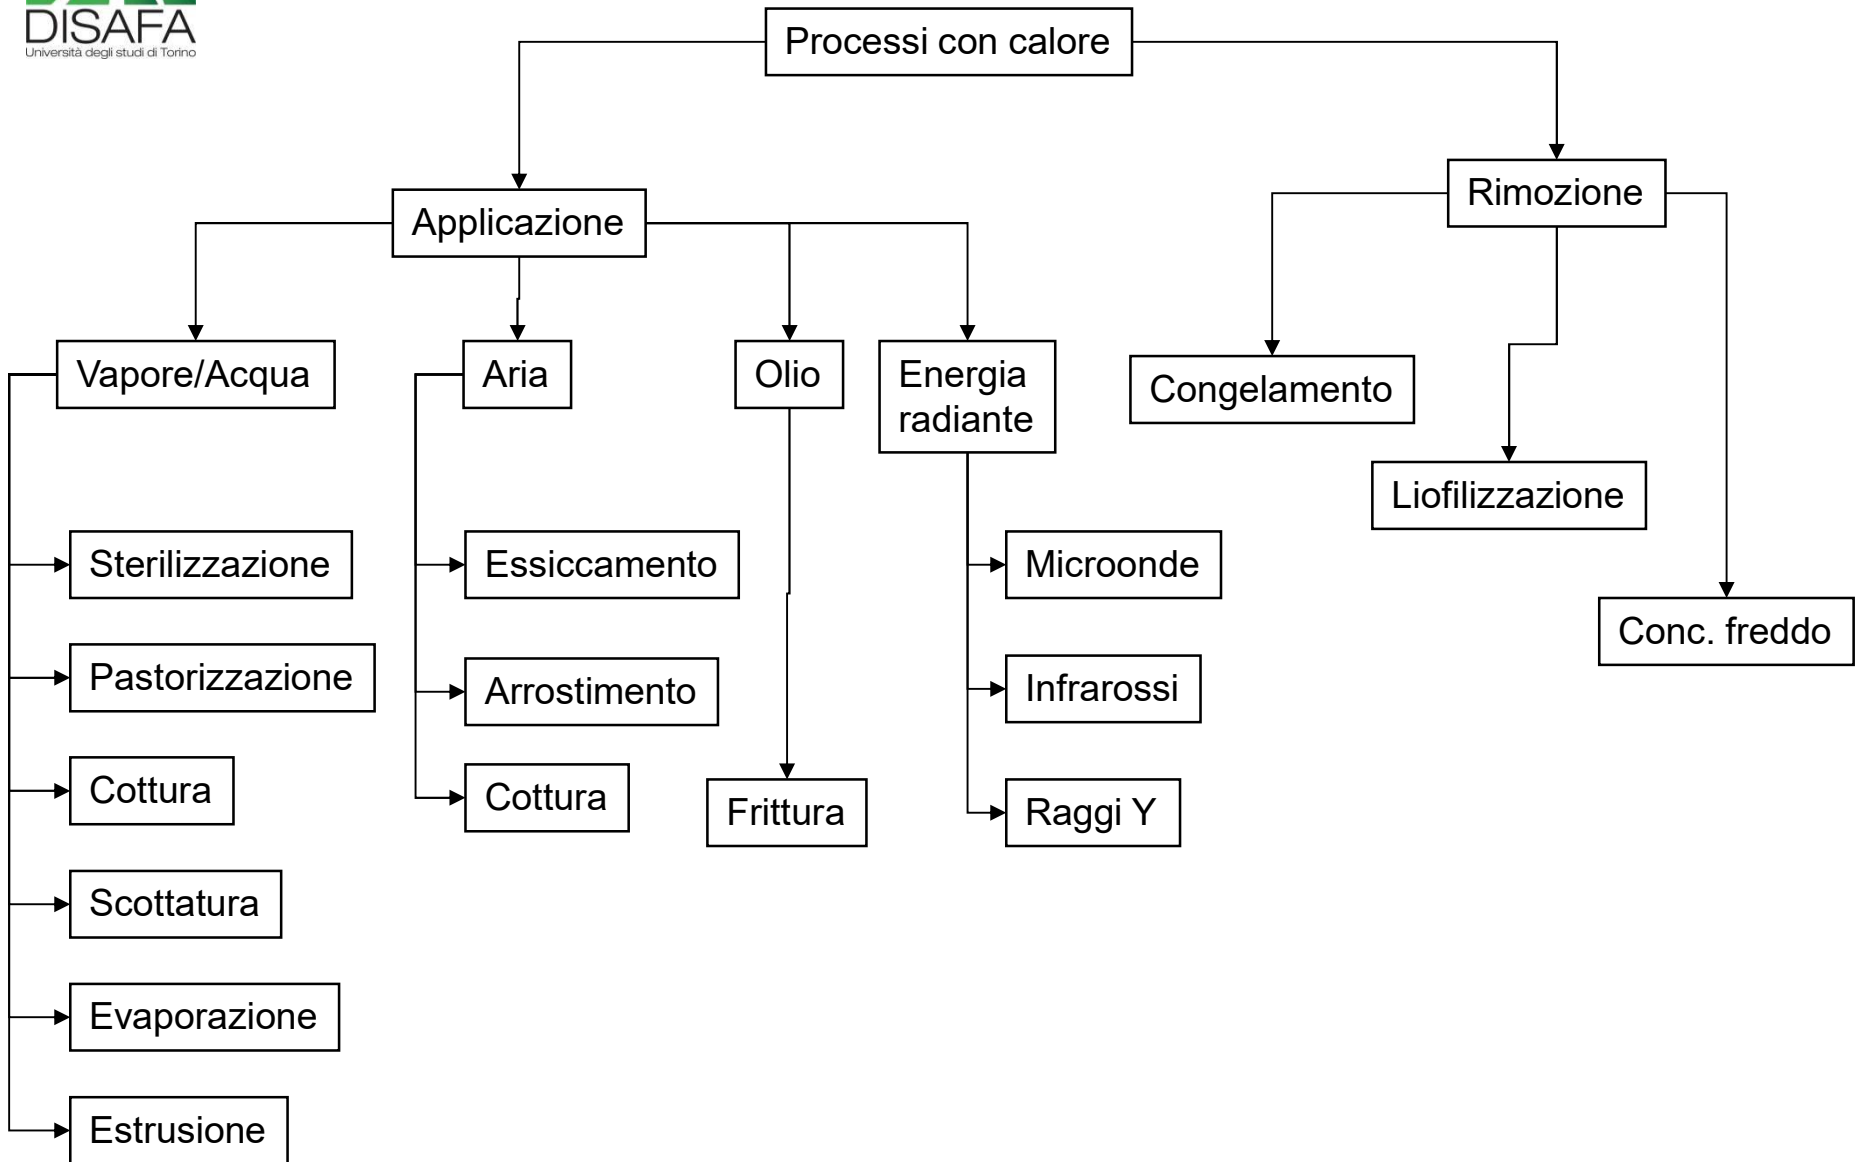 DISAFA
Università degli studi di Torino
Processi con calore
Applicazione
Rimozione
Vapore/Acqua
Aria
Olio
Energia
radiante
Congelamento
Liofilizzazione
Conc. freddo
Sterilizzazione
Pastorizzazione
Cottura
Scottatura
Evaporazione
Estrusione
Essiccamento
Arrostimento
Cottura
Frittura
Microonde
Infrarossi
Raggi Y